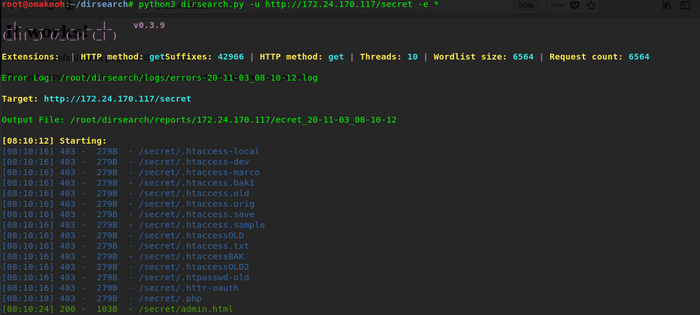 root@omakmoh:~/dirsearch# python3 dirsearch.py -u http://172.24.170.117/secret -e *
v0.3.9
Extensions: | HTTP method: getSuffixes: 42966 | HTTP method: get | Threads: 10 | Wordlist size: 6564 | Request count: 6564
Error Log: /root/dirsearch/logs/errors-20-11-03_08-10-12.log
Target: http://172.24.170.117/secret
Output File: /root/dirsearch/reports/172.24.170.117/ecret_20-11-03_08-10-12
[08:10:12] Starting:
[08:10:16] 403 - 279B - /secret/.htaccess-local
[08:10:16] 403 - 279B - /secret/.htaccess-dev
[08:10:16] 403 - 279B - /secret/.htaccess-marco
[08:10:16] 403 - 279B - /secret/.htaccess.bak1
[08:10:16] 403 - 279B - /secret/.htaccess.old
[08:10:16] 403 - 279B - /secret/.htaccess.orig
[08:10:16] 403 - 279B - /secret/.htaccess.save
[08:10:16] 403 - 279B - /secret/.htaccess.sample
[08:10:16] 403 - 279B - /secret/.htaccessOLD
[08:10:16] 403 - 279B - /secret/.htaccess.txt
[08:10:16] 403 - 279B - /secret/.htaccessBAK
[08:10:16] 403 - 279B - /secret/.htaccessOLD2
[08:10:16] 403 - 279B - /secret/.htpasswd-old
[08:10:16] 403 - 279B - /secret/.httr-oauth
[08:10:18] 403 - 279B - /secret/.php
[08:10:24] 200 - 103B - /secret/admin.html